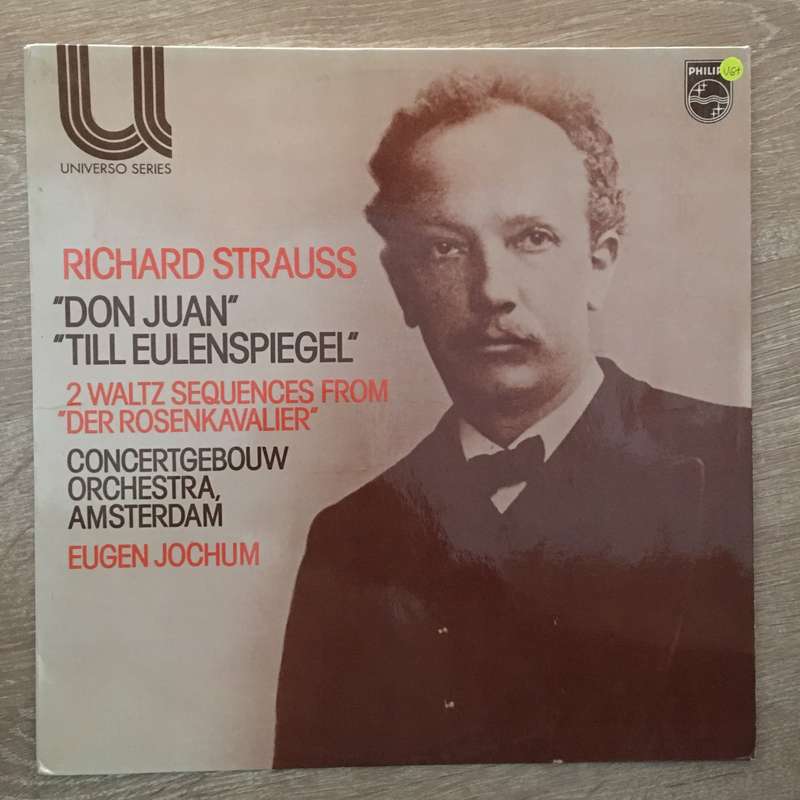 UNIVERSO SERIES
PHILIP
VG+
RICHARD STRAUSS
"DON JUAN"
"TILL EULENSPIEGEL"
2 WALTZ SEQUENCES FROM
"DER ROSENKAVALIER"
CONCERTGEBOUW
ORCHESTRA,
AMSTERDAM
EUGEN JOCHUM